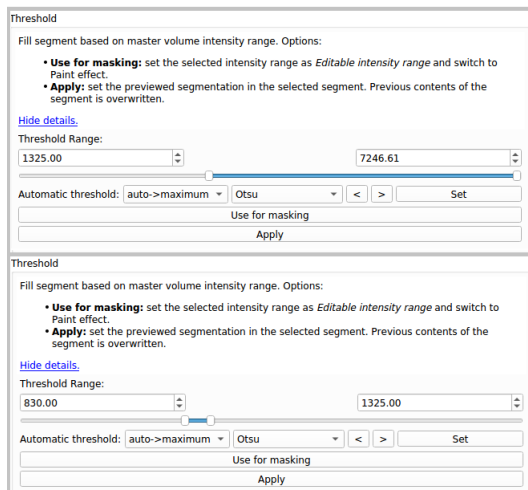 Threshold
Fill segment based on master volume intensity range. Options:
• Use for masking: set the selected intensity range as Editable intensity range and switch to
Paint effect.
• Apply: set the previewed segmentation in the selected segment. Previous contents of the
segment is overwritten.
Hide details.
Threshold Range:
1325.00 7246.61
Automatic threshold: auto->maximum Otsu < > Set
Use for masking
Apply
Threshold
Fill segment based on master volume intensity range. Options:
• Use for masking: set the selected intensity range as Editable intensity range and switch to
Paint effect.
• Apply: set the previewed segmentation in the selected segment. Previous contents of the
segment is overwritten.
Hide details.
Threshold Range:
830.00 1325.00
Automatic threshold: auto->maximum Otsu < > Set
Use for masking
Apply